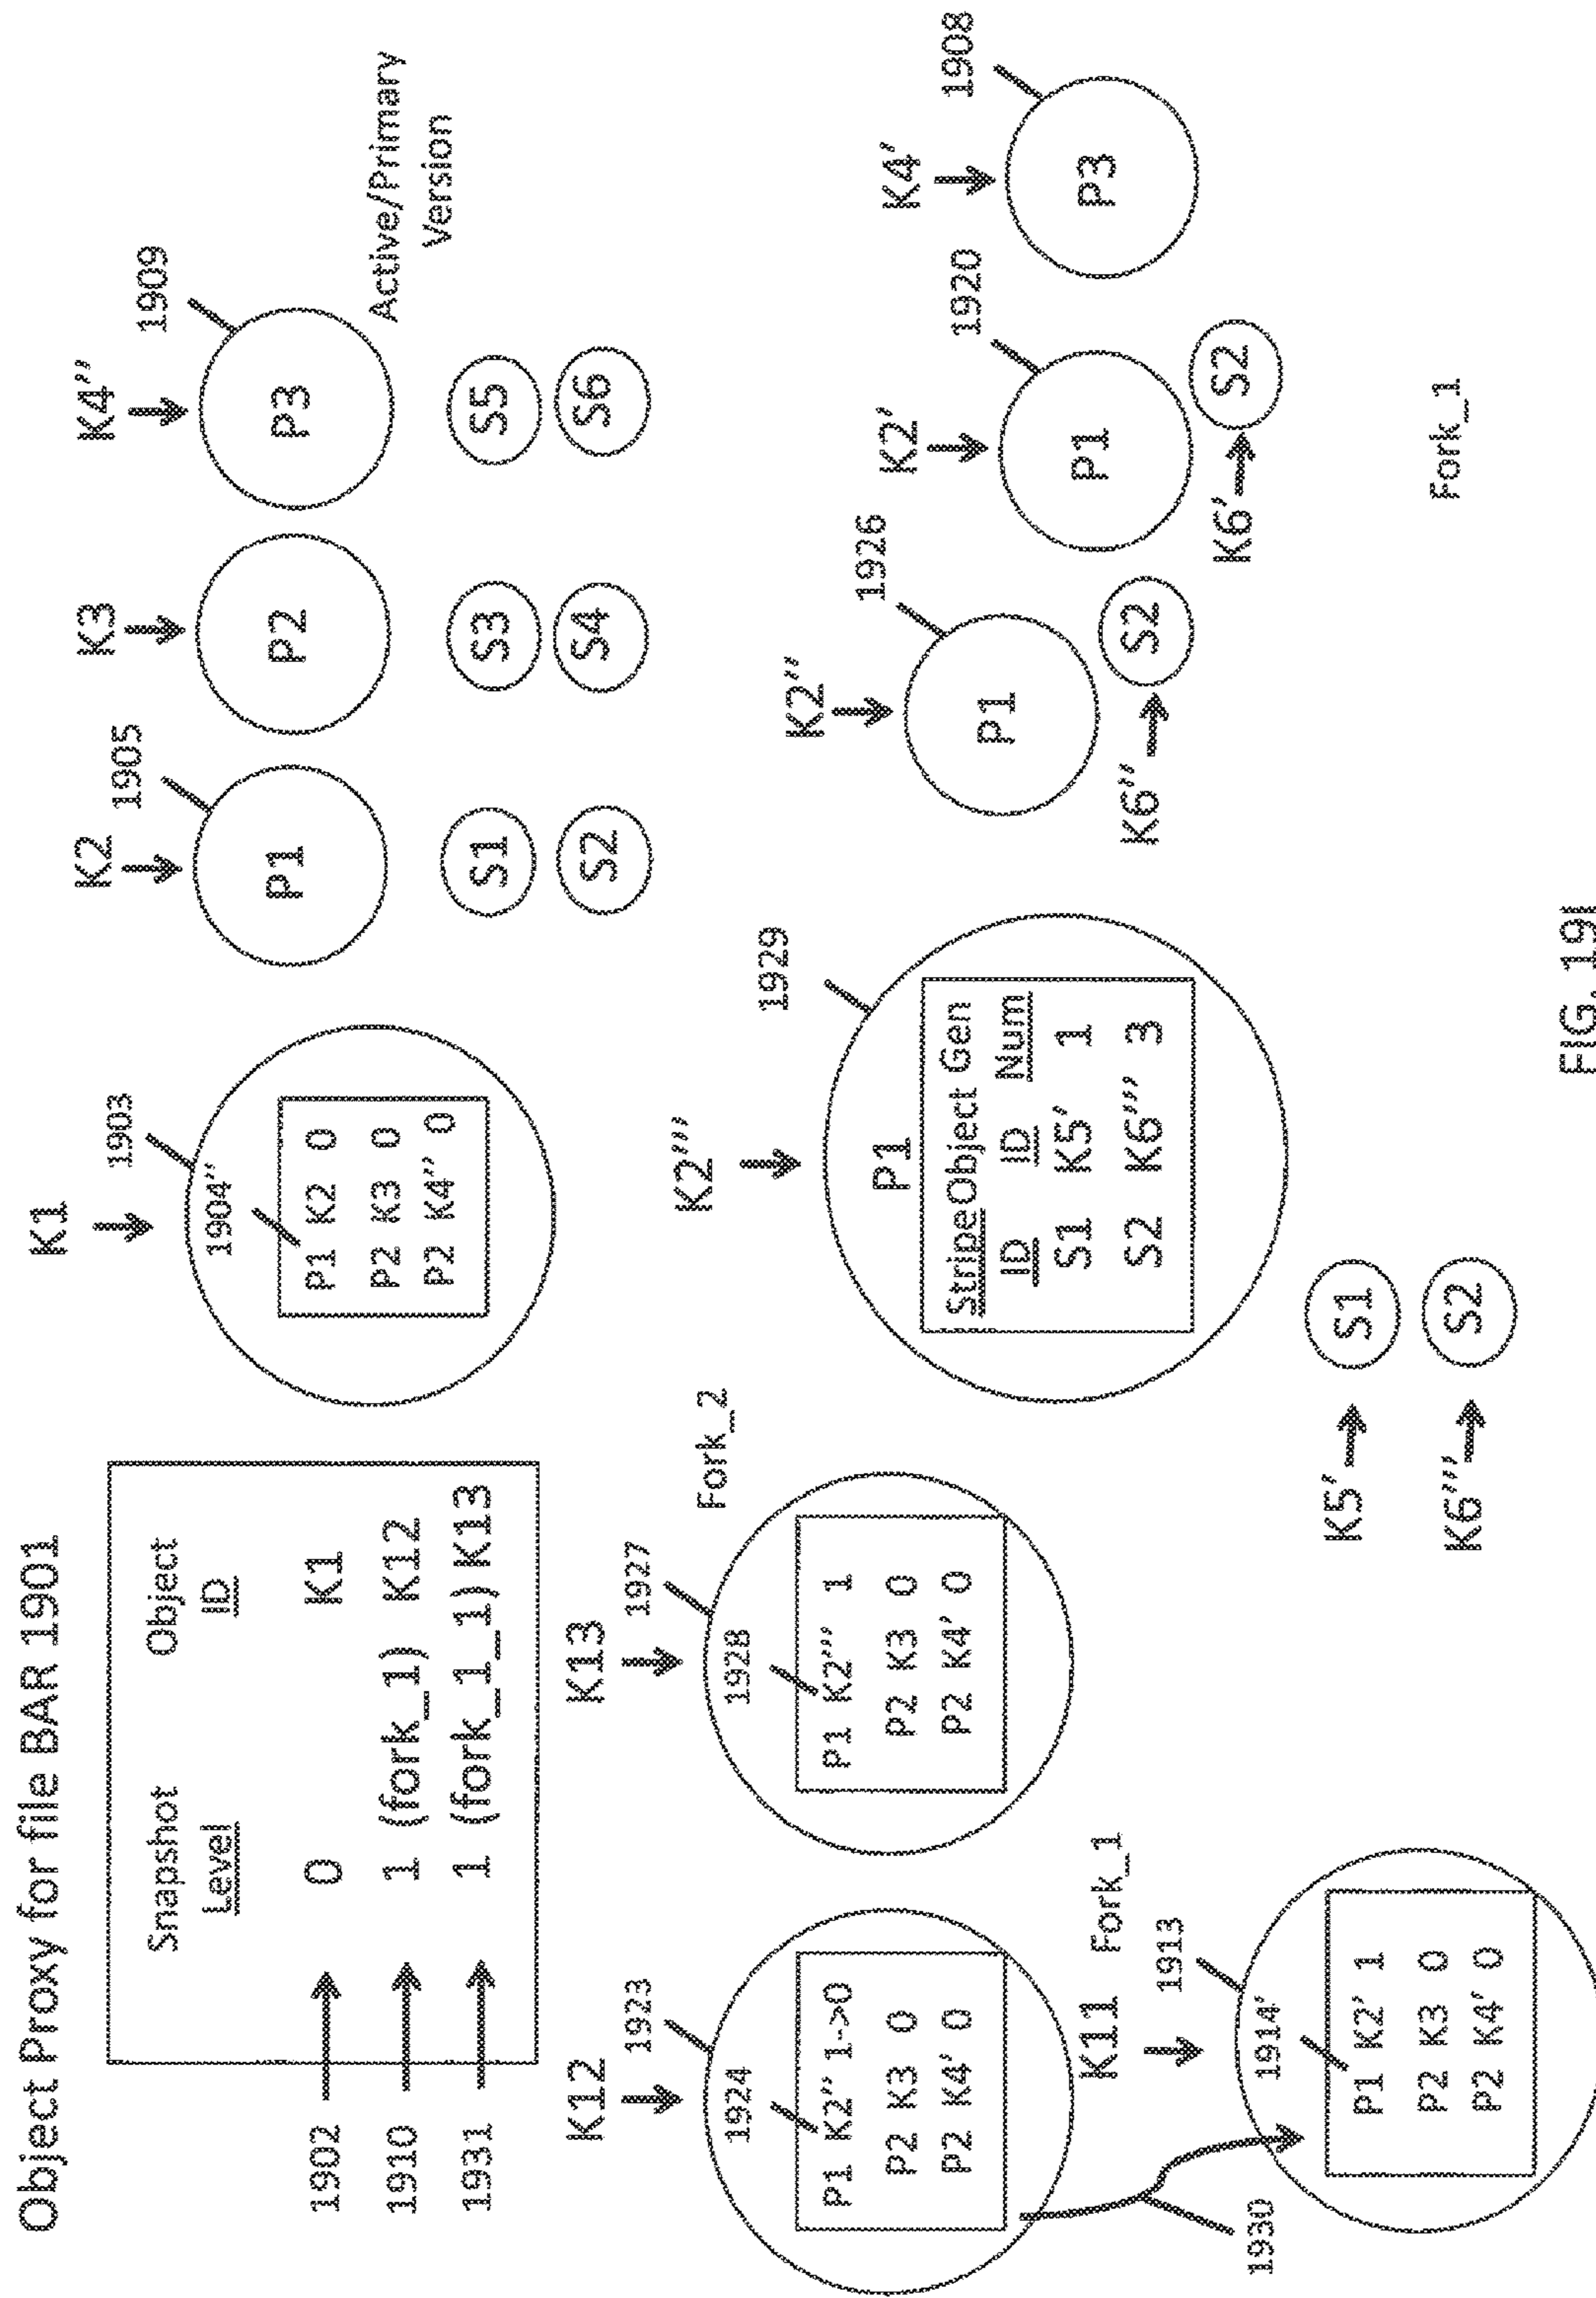 Object Proxy for file BAR 1901
Snapshot
Level
Object
ID
1902
0
K1
1910
1 (fork_1)
K12
1931
1 (fork_1_1)
K13
K1
1903
1904''
P1 K2 0
P2 K3 0
P2 K4'' 0
K2
1905
P1
S1
S2
K3
P2
S3
S4
K4''
1909
P3
S5
S6
Active/Primary
Version
K12
1923
1924
P1 K2'' 1->0
P2 K3 0
P2 K4' 0
K13
1927
1928
P1 K2''' 1
P2 K3 0
P2 K4' 0
Fork_2
K11
Fork_1
1913
1914'
P1 K2' 1
P2 K3 0
P2 K4' 0
1930
K2'''
1929
P1
Stripe Object Gen
ID ID Num
S1 K5' 1
S2 K6''' 3
K5'
S1
K6'''
S2
K2''
1926
P1
K6''
S2
K2'
1920
P1
K6'
S2
K4'
1908
P3
Fork_1